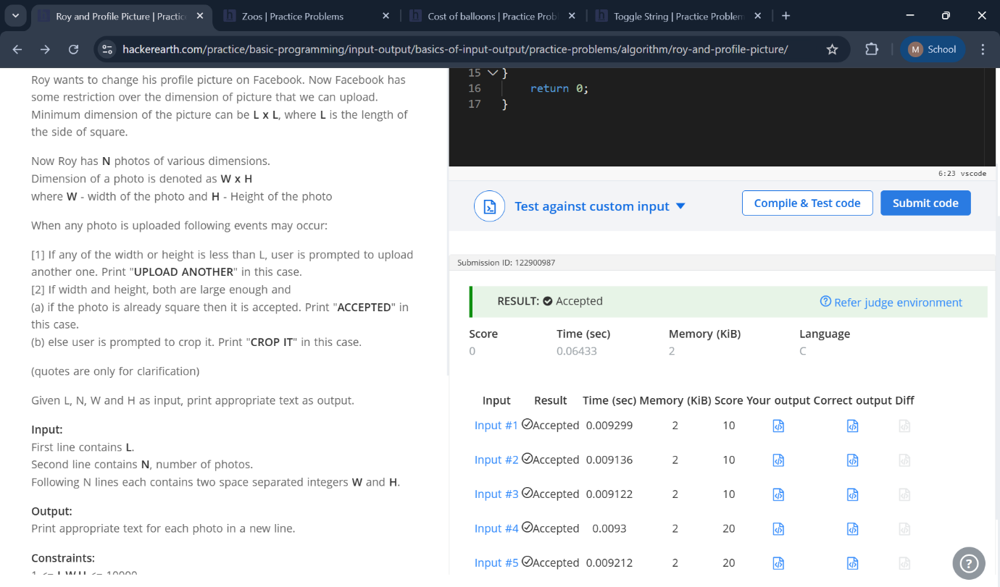 Roy and Profile Picture | Practic
Zoos | Practice Problems
Cost of balloons | Practice Prob
Toggle String | Practice Problem
hackerearth.com/practice/basic-programming/input-output/basics-of-input-output/practice-problems/algorithm/roy-and-profile-picture/
M School
Roy wants to change his profile picture on Facebook. Now Facebook has
some restriction over the dimension of picture that we can upload.
Minimum dimension of the picture can be L x L, where L is the length of
the side of square.
Now Roy has N photos of various dimensions.
Dimension of a photo is denoted as W x H
where W - width of the photo and H - Height of the photo
When any photo is uploaded following events may occur:
[1] If any of the width or height is less than L, user is prompted to upload
another one. Print "UPLOAD ANOTHER" in this case.
[2] If width and height, both are large enough and
(a) if the photo is already square then it is accepted. Print "ACCEPTED" in
this case.
(b) else user is prompted to crop it. Print "CROP IT" in this case.
(quotes are only for clarification)
Given L, N, W and H as input, print appropriate text as output.
Input:
First line contains L.
Second line contains N, number of photos.
Following N lines each contains two space separated integers W and H.
Output:
Print appropriate text for each photo in a new line.
Constraints:
1 <= L,W,H <= 10000
15 }
16 return 0;
17 }
6:23 vscode
Test against custom input
Compile & Test code
Submit code
Submission ID: 122900987
RESULT: Accepted
Refer judge environment
Score Time (sec) Memory (KiB) Language
0 0.06433 2 C
Input Result Time (sec) Memory (KiB) Score Your output Correct output Diff
Input #1 Accepted 0.009299 2 10
Input #2 Accepted 0.009136 2 10
Input #3 Accepted 0.009122 2 10
Input #4 Accepted 0.0093 2 20
Input #5 Accepted 0.009212 2 20